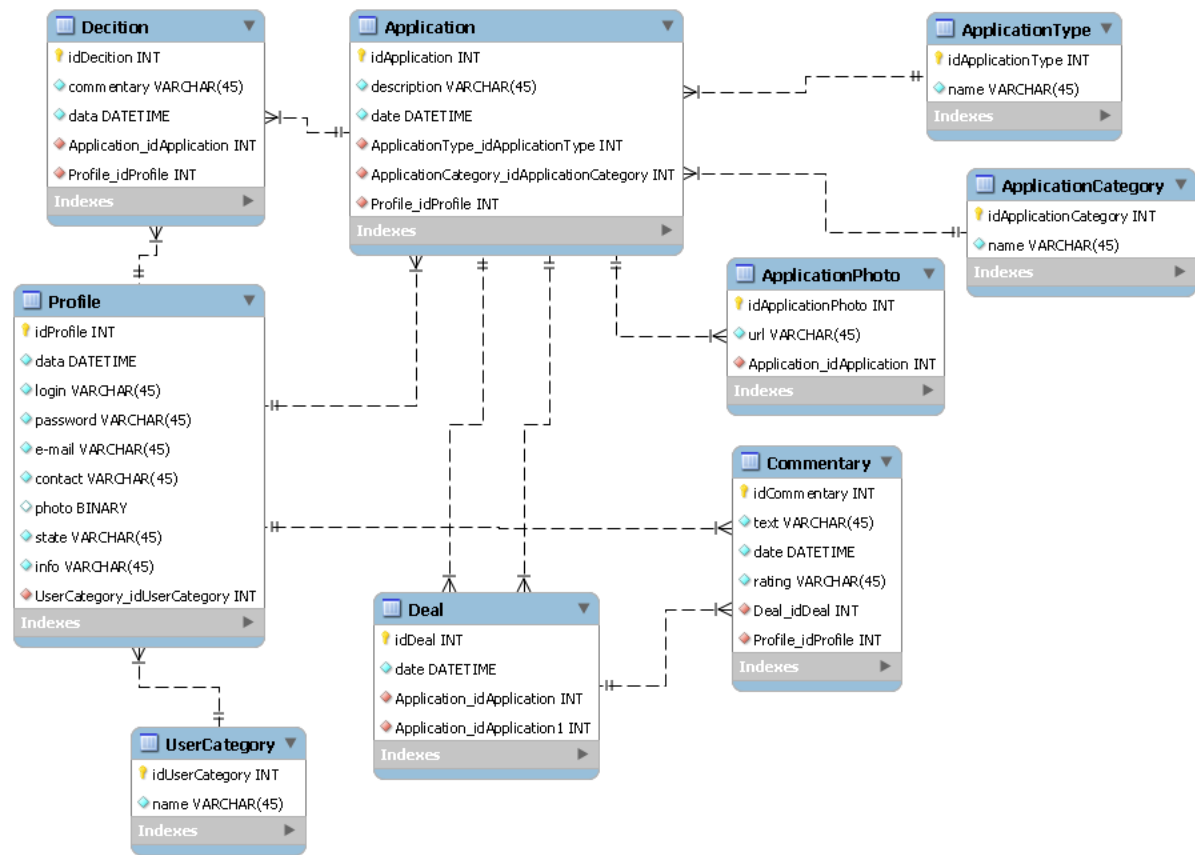 Decition
idDecition INT
commentary VARCHAR(45)
data DATETIME
Application_idApplication INT
Profile_idProfile INT
Indexes
Application
idApplication INT
description VARCHAR(45)
date DATETIME
ApplicationType_idApplicationType INT
ApplicationCategory_idApplicationCategory INT
Profile_idProfile INT
Indexes
ApplicationType
idApplicationType INT
name VARCHAR(45)
Indexes
ApplicationCategory
idApplicationCategory INT
name VARCHAR(45)
Indexes
ApplicationPhoto
idApplicationPhoto INT
url VARCHAR(45)
Application_idApplication INT
Indexes
Profile
idProfile INT
data DATETIME
login VARCHAR(45)
password VARCHAR(45)
e-mail VARCHAR(45)
contact VARCHAR(45)
photo BINARY
state VARCHAR(45)
info VARCHAR(45)
UserCategory_idUserCategory INT
Indexes
Commentary
idCommentary INT
text VARCHAR(45)
date DATETIME
rating VARCHAR(45)
Deal_idDeal INT
Profile_idProfile INT
Indexes
Deal
idDeal INT
date DATETIME
Application_idApplication INT
Application_idApplication1 INT
Indexes
UserCategory
idUserCategory INT
name VARCHAR(45)
Indexes